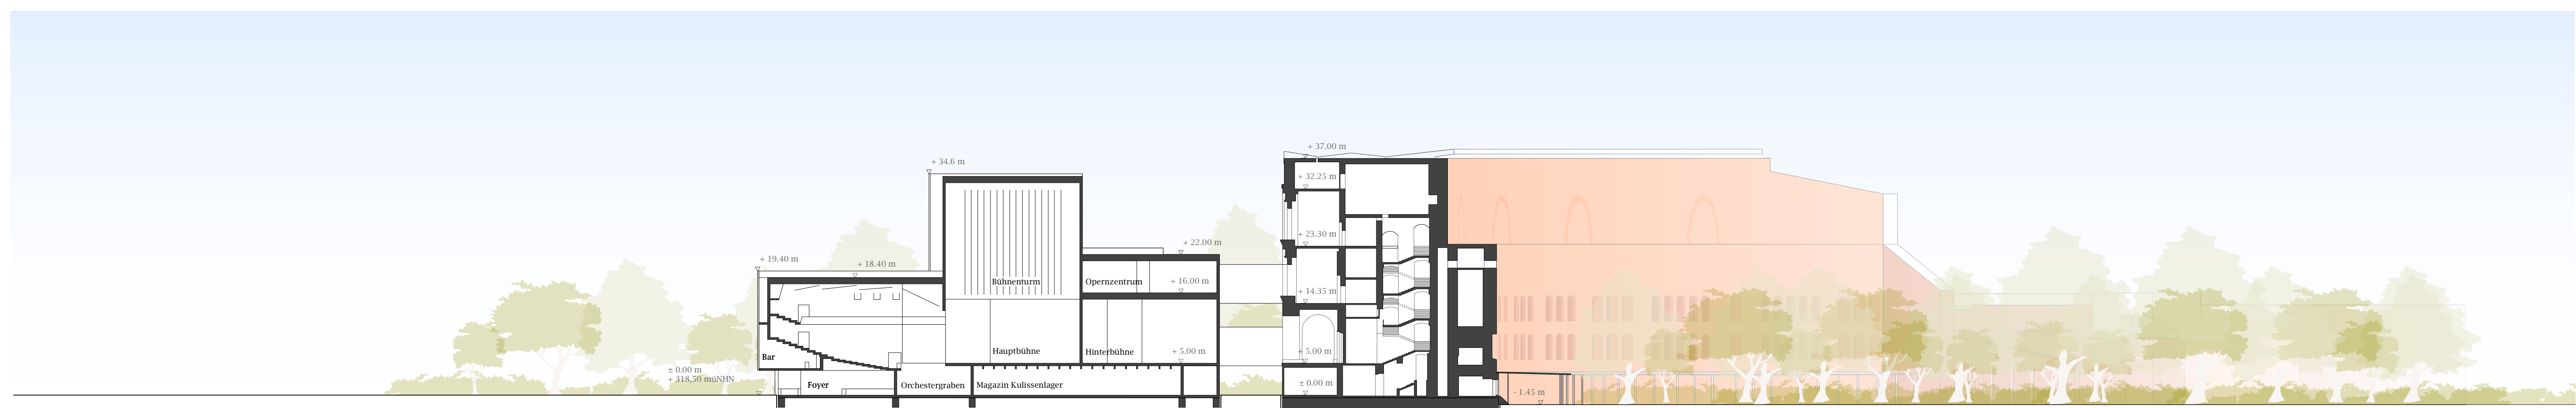 + 37.00 m
+ 34.6 m
+ 32.25 m
+ 23.30 m
+ 22.00 m
+ 19.40 m
+ 18.40 m
Bühnenturm
Opernzentrum
+ 16.00 m
+ 14.35 m
Bar
Hauptbühne
Hinterbühne
+ 5.00 m
+ 5.00 m
± 0.00 m
+ 318,50 müNHN
Foyer
Orchestergraben
Magazin Kulissenlager
± 0.00 m
- 1.45 m